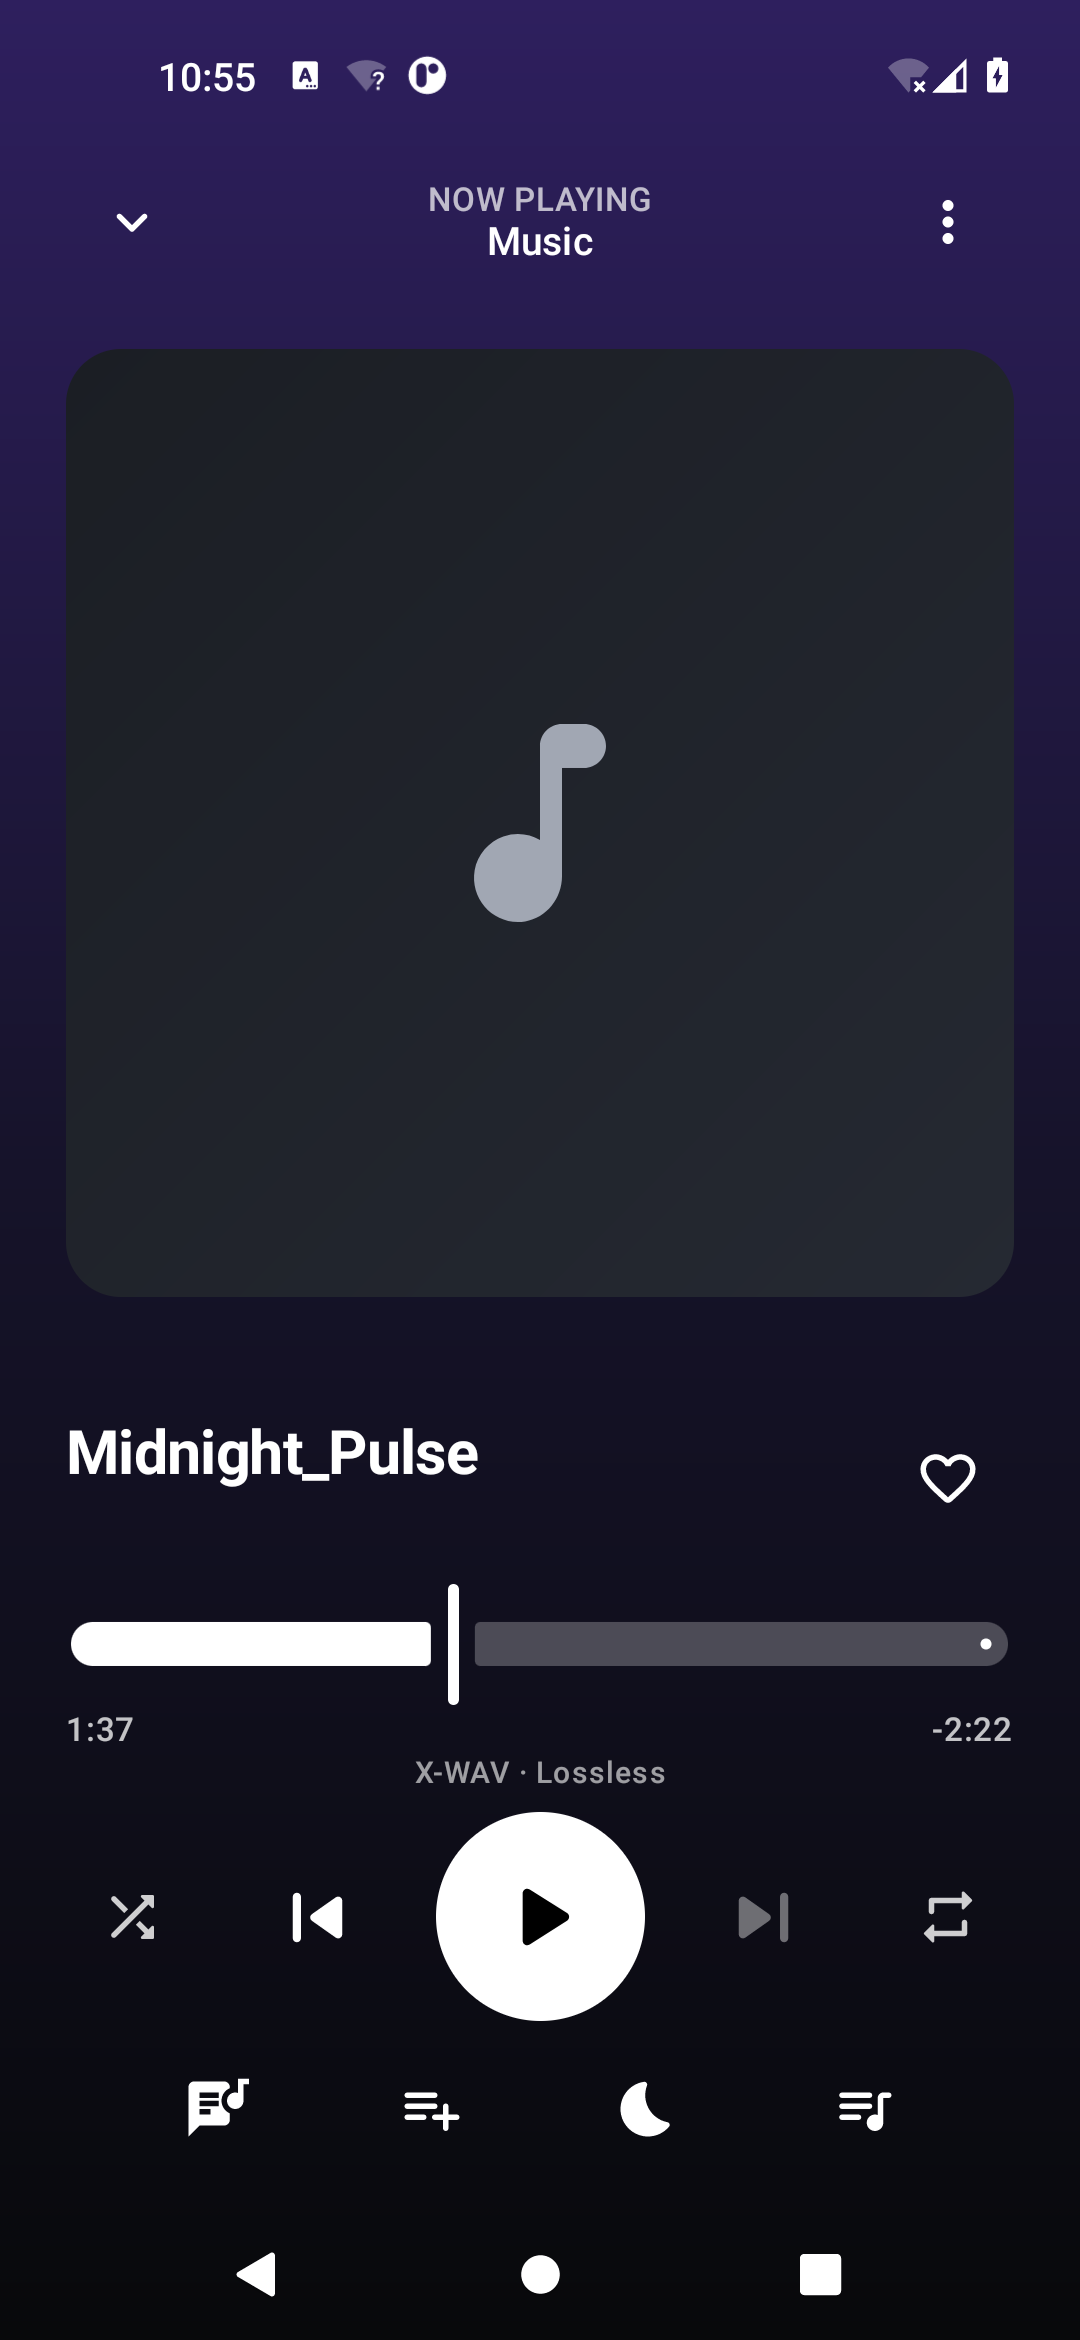 10:55
NOW PLAYING
Music
Midnight_Pulse
1:37
-2:22
X-WAV · Lossless